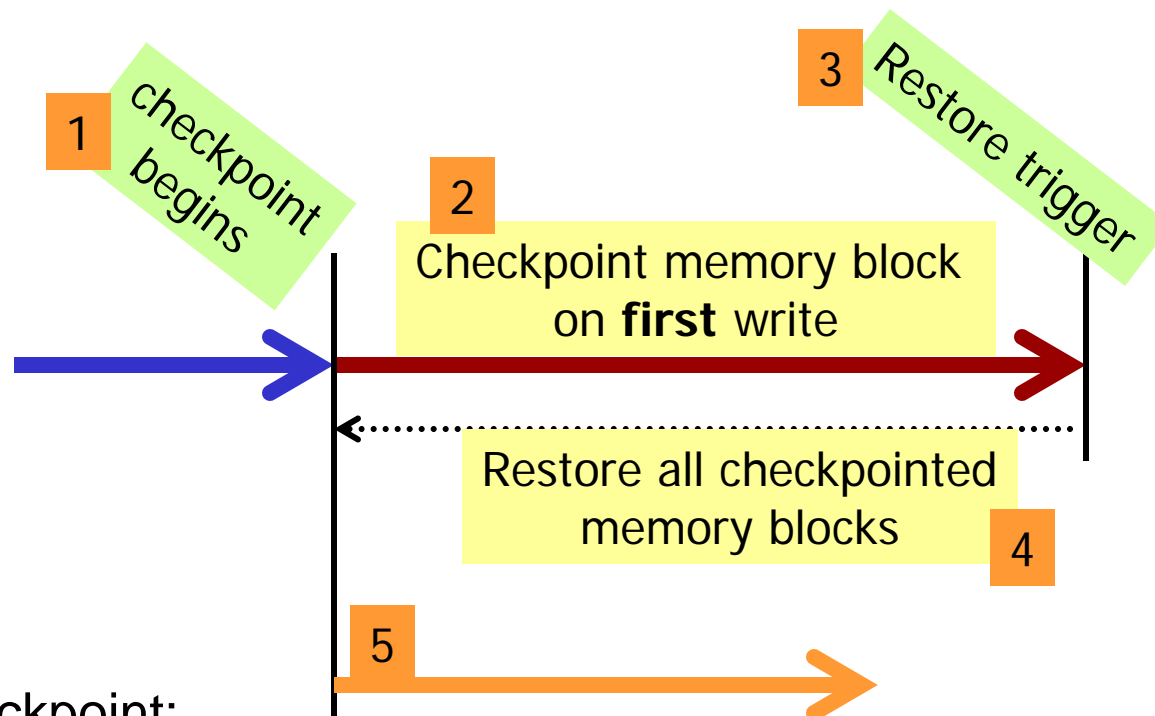 1
checkpoint
begins
2
Checkpoint memory block
on first write
3
Restore trigger
Restore all checkpointed
memory blocks
4
5